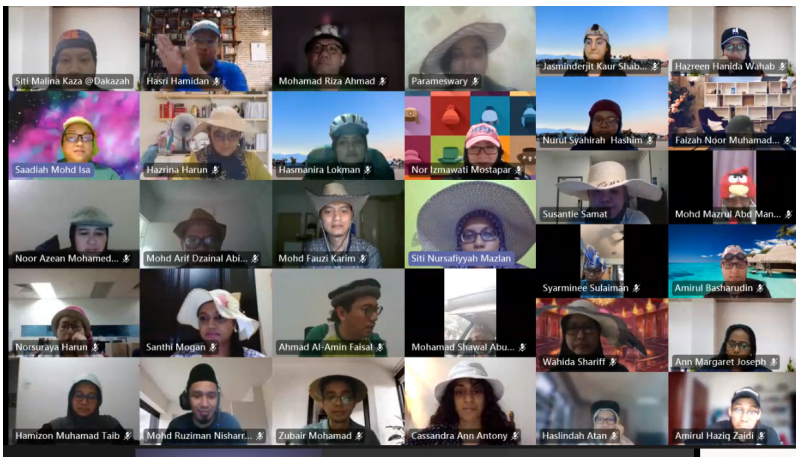 Siti Malina Kaza @Dakazah
Hasri Hamidan
Mohamad Riza Ahmad
Parameswary
Jasminderjit Kaur Shab...
Hazreen Hanida Wahab
Saadiah Mohd Isa
Hazrina Harun
Hasmanira Lokman
Nor Izmawati Mostapar
Nurul Syahirah Hashim
Faizah Noor Muhamad...
Noor Azean Mohamed...
Mohd Arif Dzainal Abi...
Mohd Fauzi Karim
Siti Nursafiyyah Mazlan
Susantie Samat
Mohd Mazrul Abd Man...
Syarminee Sulaiman
Amirul Basharudin
Norsuraya Harun
Santhi Mogan
Ahmad Al-Amin Faisal
Mohamad Shawal Abu...
Wahida Shariff
Ann Margaret Joseph
Hamizon Muhamad Taib
Mohd Ruziman Nisharr...
Zubair Mohamad
Cassandra Ann Antony
Haslindah Atan
Amirul Haziq Zaidi